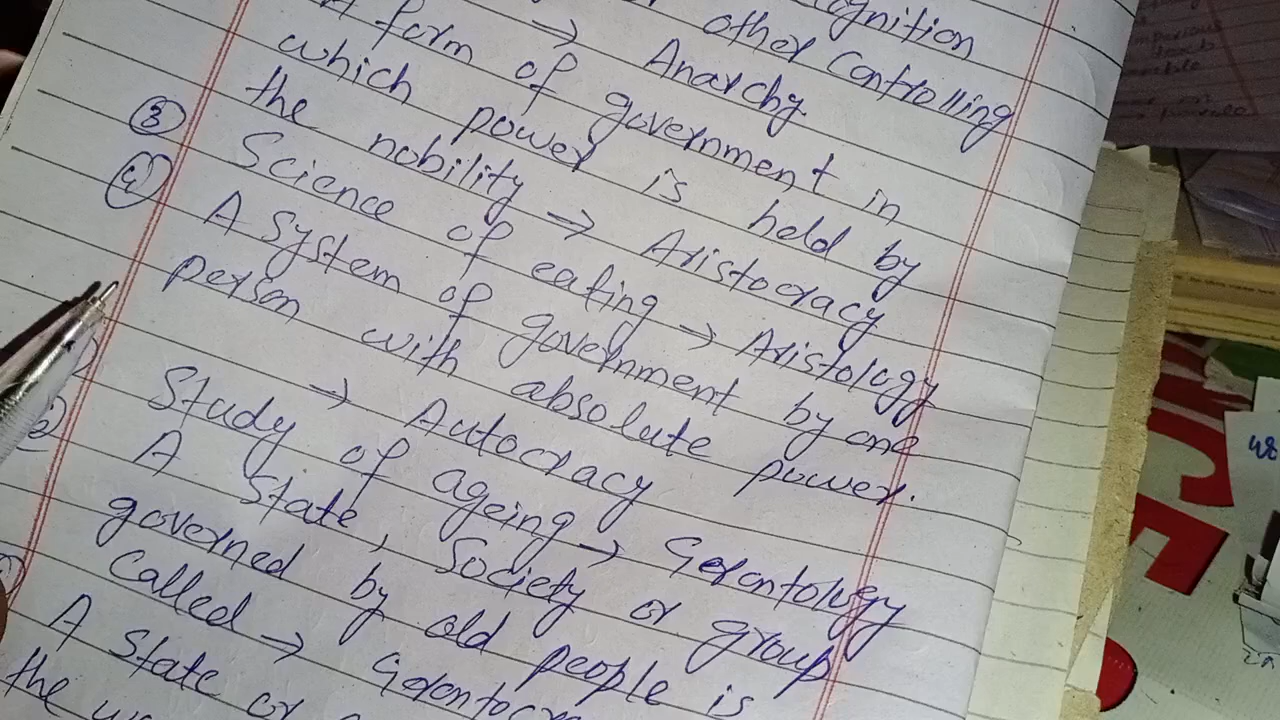 other Controlling
→ Anarchy.
A form of government in
which power is held by
the nobility → Aristocracy
③ Science of eating → Aristology
④ A System of government by one
person with absolute power.
→ Autocracy
Study of ageing → Gerontology
② A State, Society or group
governed by old people is
called →
A State or
the